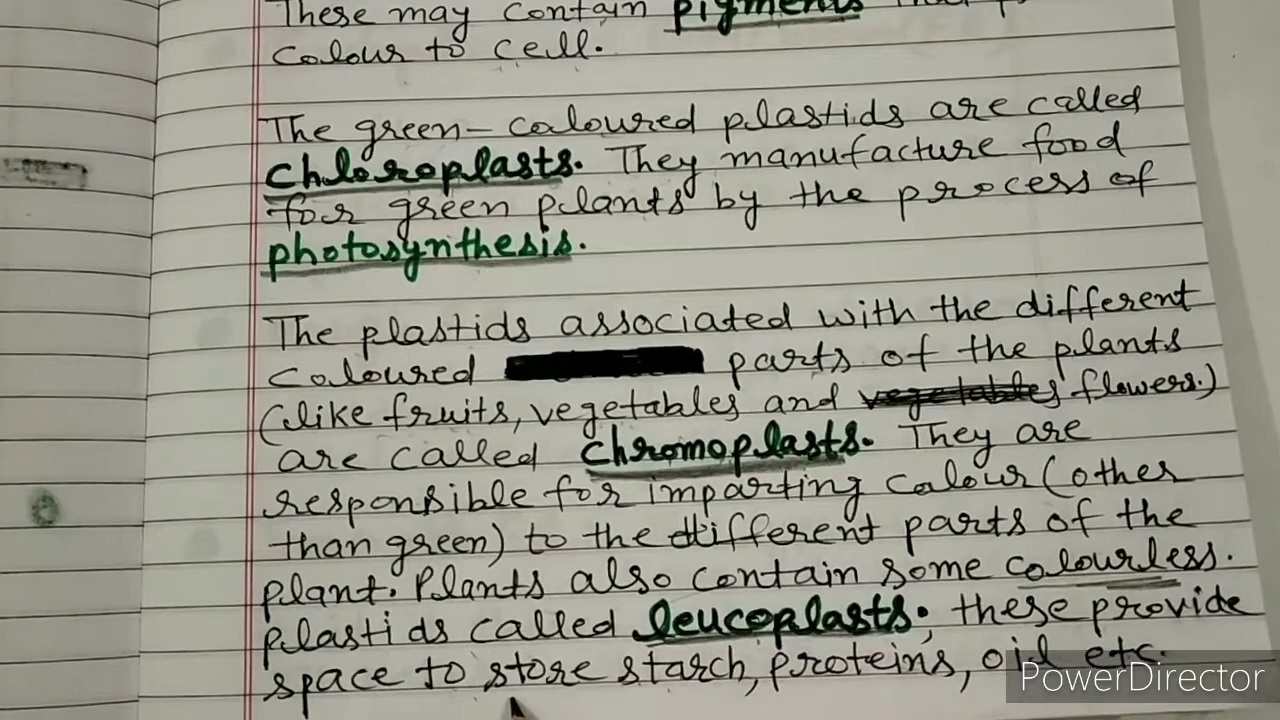 These may contain pigments
colour to cell.
The green-coloured plastids are called
chloroplasts. They manufacture food
for green plants by the process of
photosynthesis.
The plastids associated with the different
coloured parts of the plants
(like fruits, vegetables and vegetables flowers.)
are called chromoplasts. They are
responsible for imparting colour (other
than green) to the different parts of the
plant. Plants also contain some colourless.
plastids called leucoplasts; these provide
space to store starch, proteins, oil etc.
PowerDirector